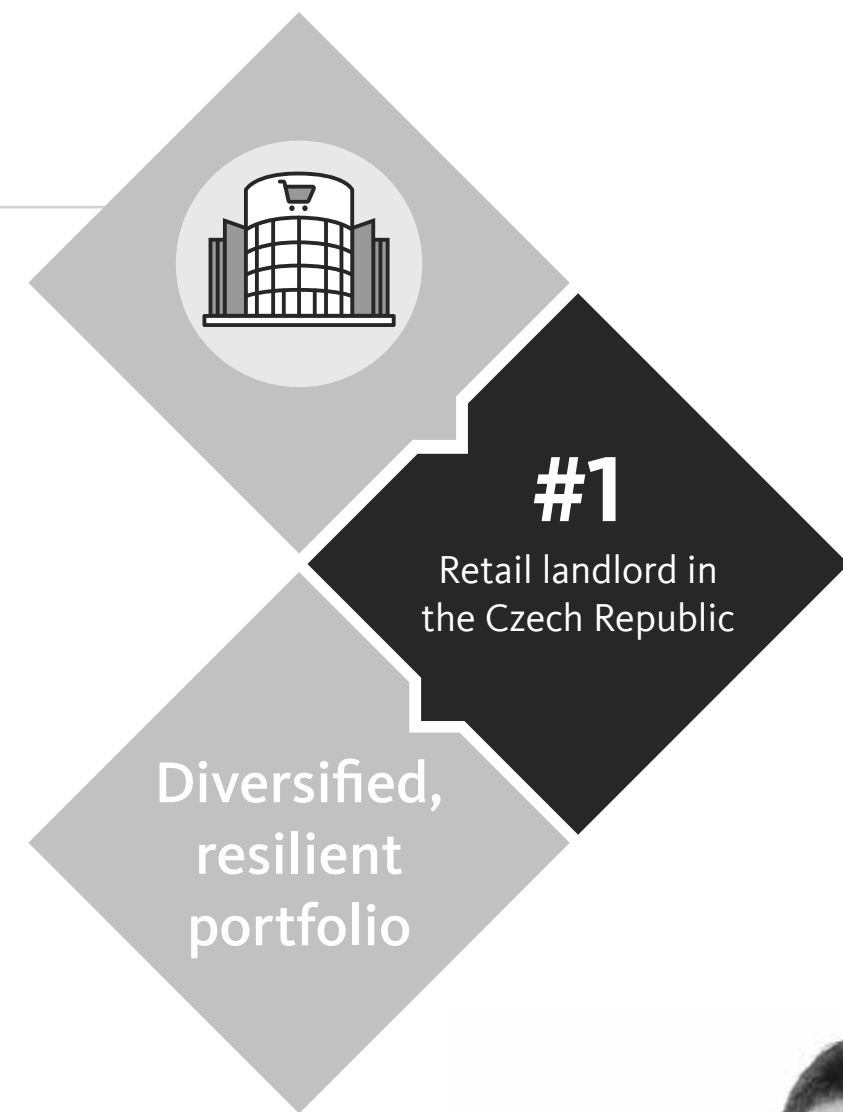 #1
Retail landlord in
the Czech Republic
Diversified,
resilient
portfolio